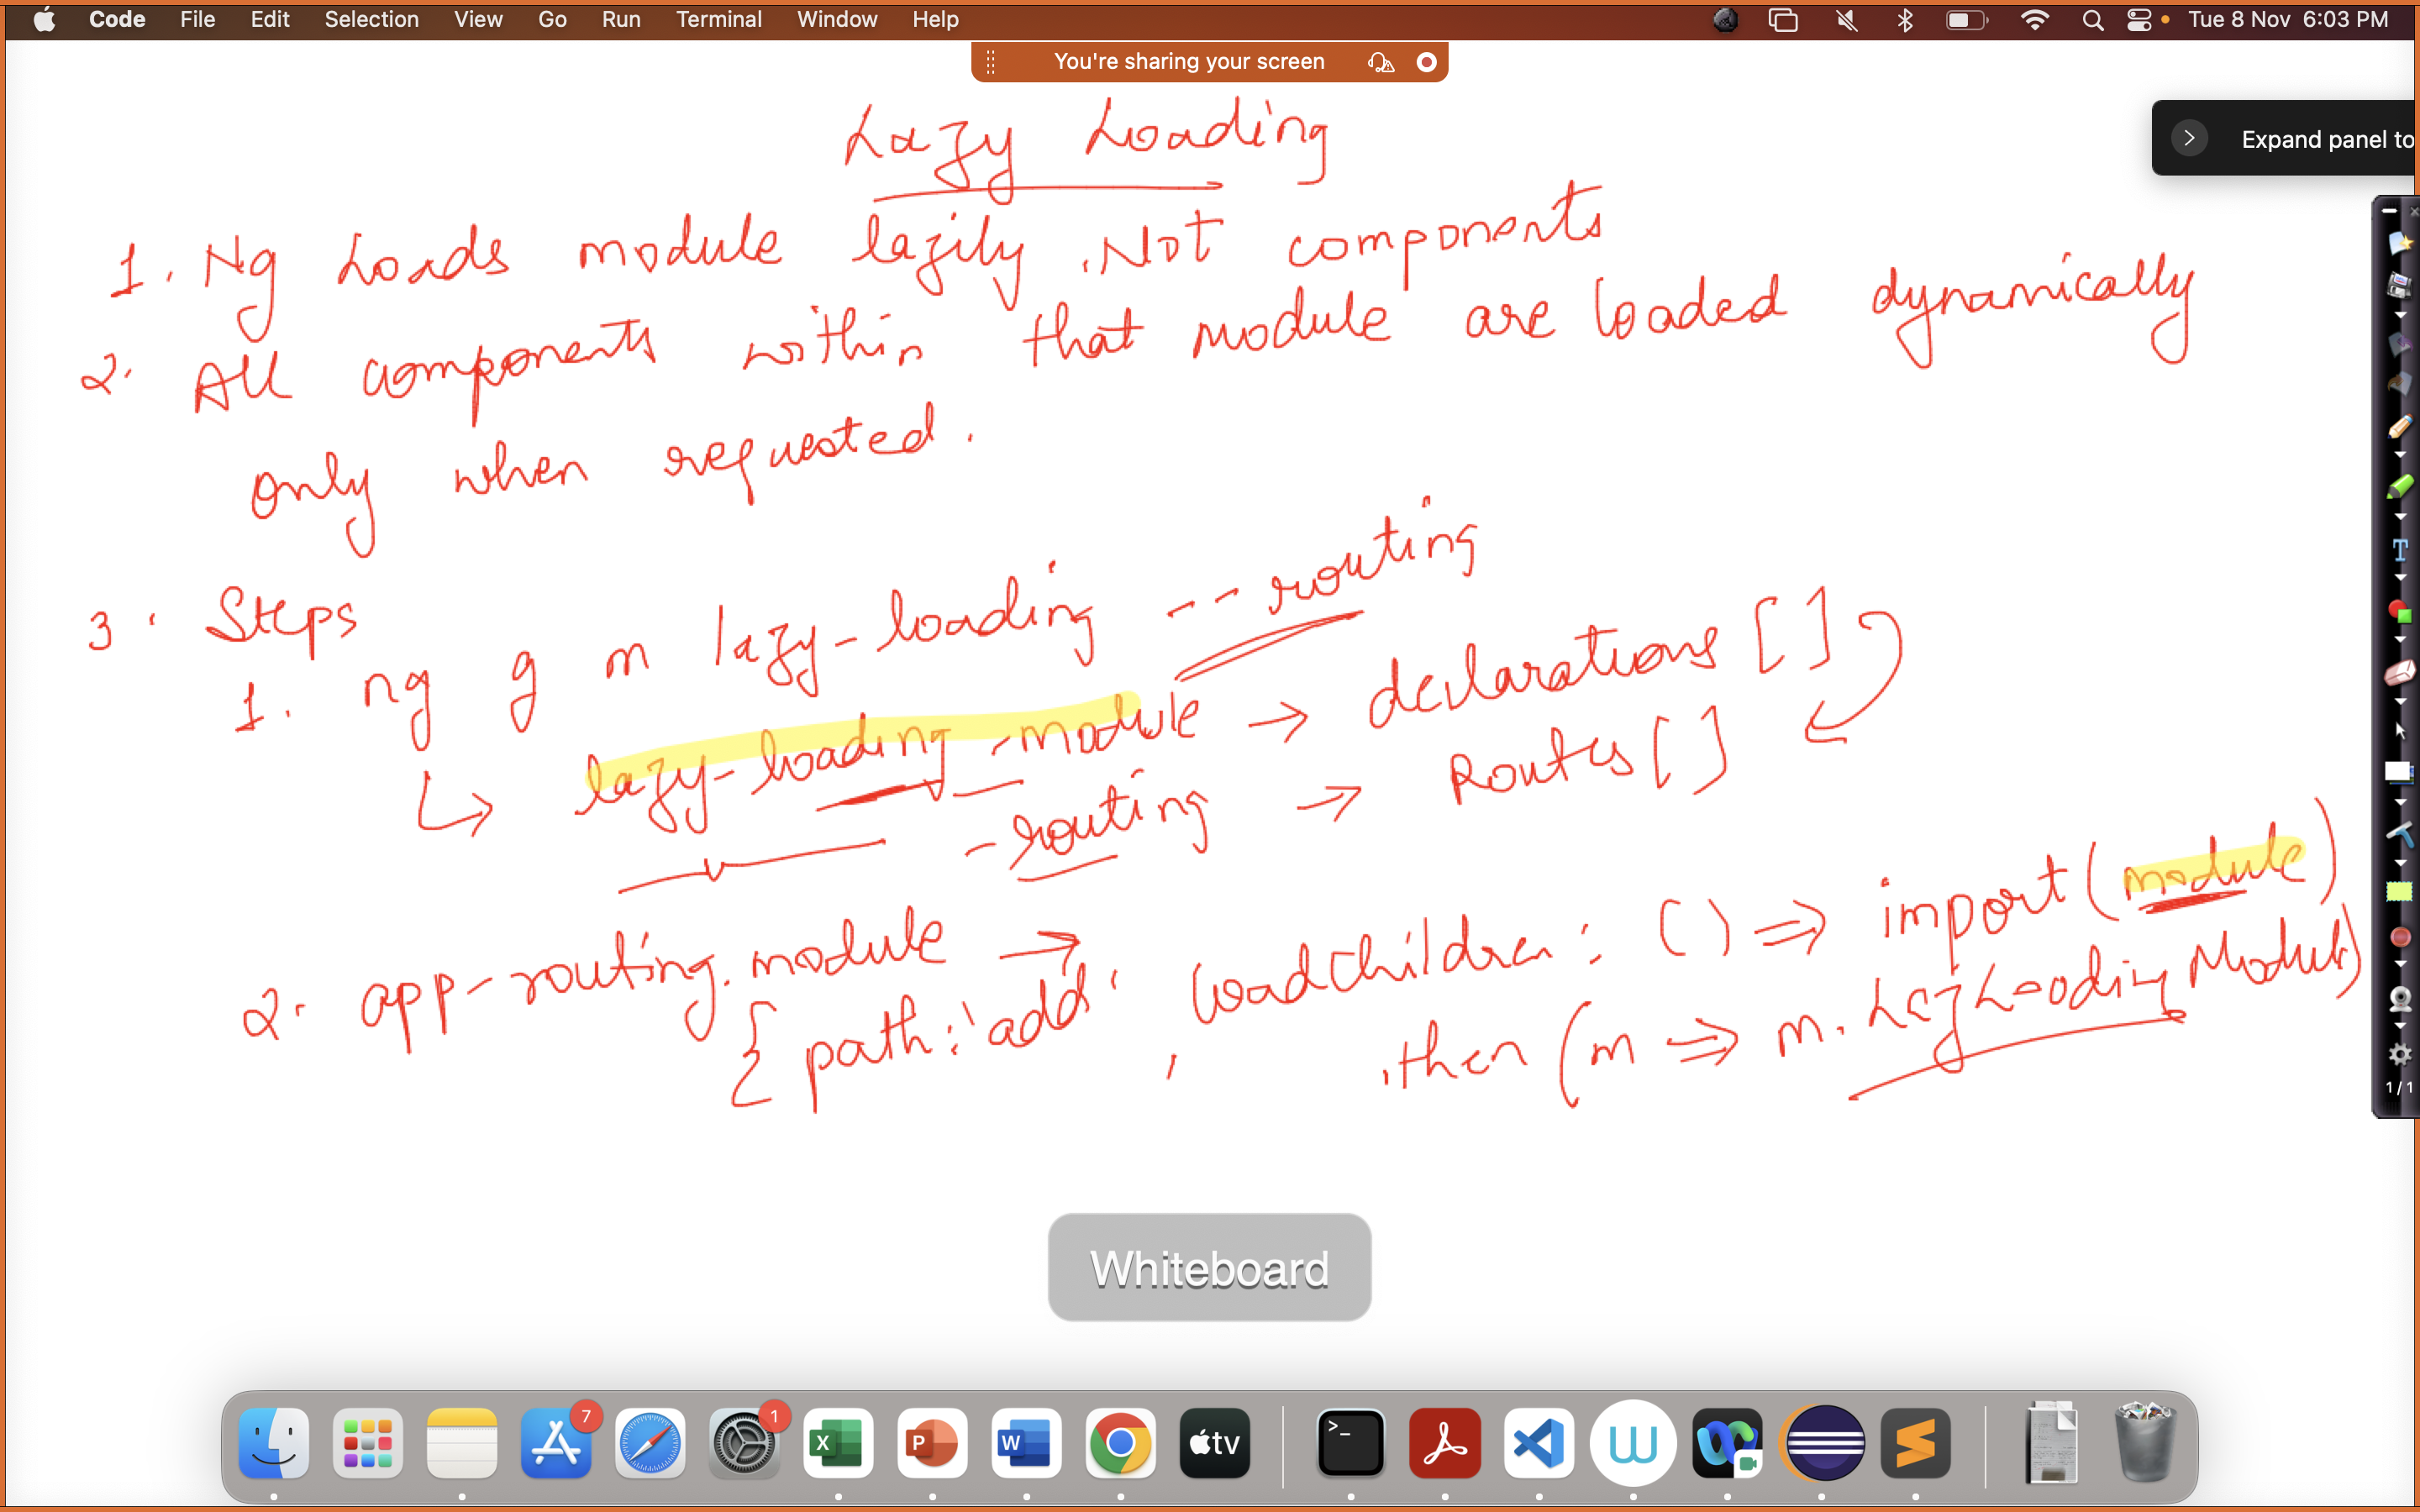 Code File Edit Selection View Go Run Terminal Window Help Tue 8 Nov 6:03 PM
You're sharing your screen
Expand panel to
Lazy Loading
1. Ng Loads module lazily. Not components
2. All components within that module are loaded dynamically
only when requested.
3. Steps
1. ng g m lazy-loading --routing
↳ lazy-loading-module → declarations []
-routing → Routes []
2. app-routing.module →
{ path: 'add' , loadChildren : () => import(module)
.then (m => m. LazyLoadingModule)
T
1/1
Whiteboard
7
1
X
P
W
tv
>_